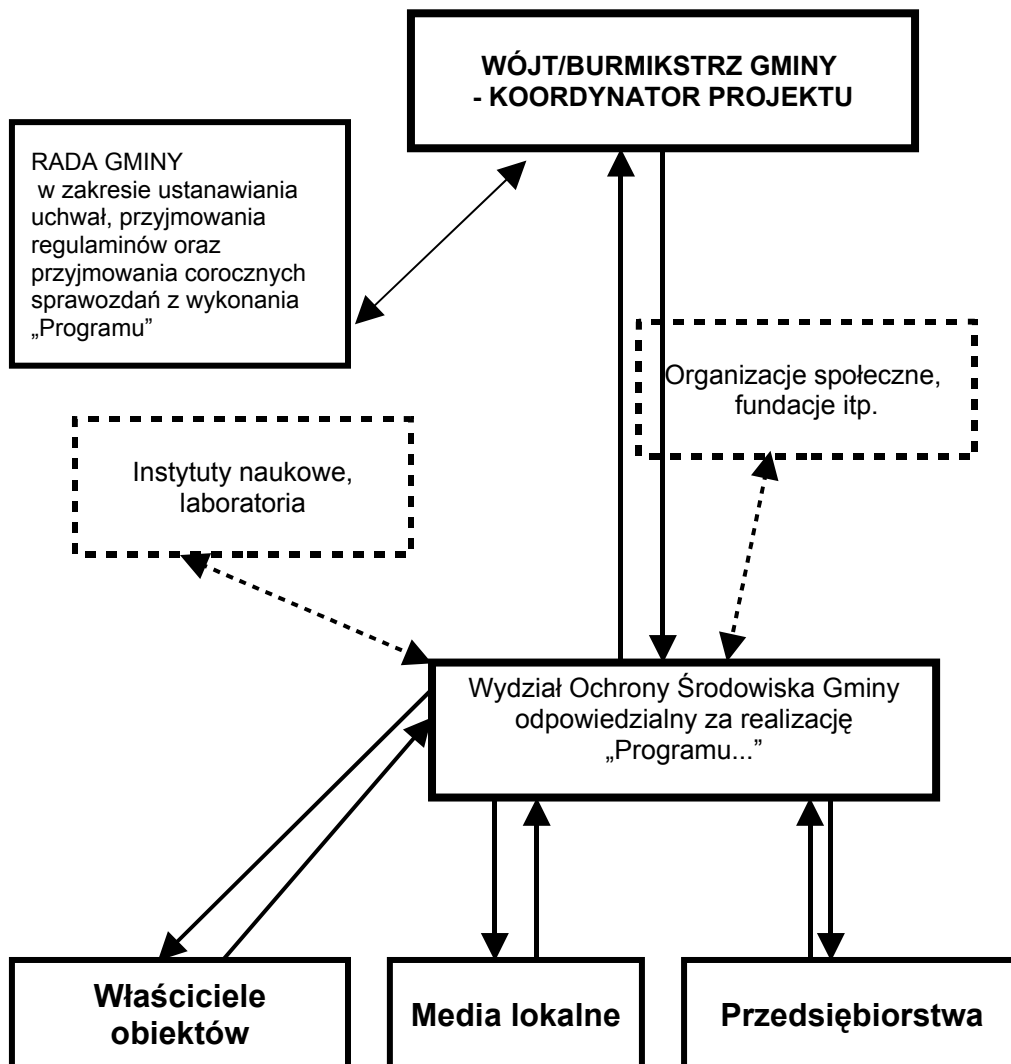 WÓJT/BURMIKSTRZ GMINY
- KOORDYNATOR PROJEKTU
RADA GMINY
w zakresie ustanawiania
uchwał, przyjmowania
regulaminów oraz
przyjmowania corocznych
sprawozdań z wykonania
„Programu”
Organizacje społeczne,
fundacje itp.
Instytuty naukowe,
laboratoria
Wydział Ochrony Środowiska Gminy
odpowiedzialny za realizację
„Programu...”
Właściciele
obiektów
Media lokalne
Przedsiębiorstwa